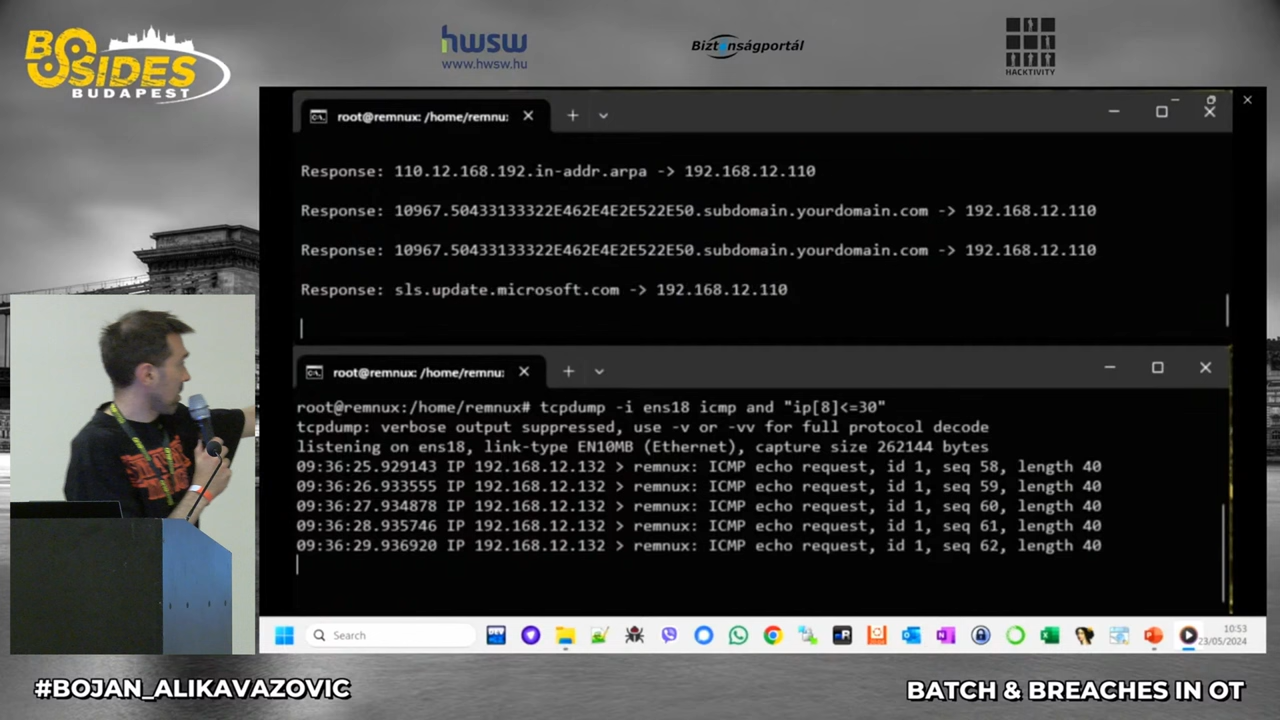 BSIDES
BUDAPEST
hwsw
www.hwsw.hu
Biztonságportál
HACKTIVITY
root@remnux: /home/remnu:
Response: 110.12.168.192.in-addr.arpa -> 192.168.12.110
Response: 10967.50433133322E462E4E2E522E50.subdomain.yourdomain.com -> 192.168.12.110
Response: 10967.50433133322E462E4E2E522E50.subdomain.yourdomain.com -> 192.168.12.110
Response: sls.update.microsoft.com -> 192.168.12.110
root@remnux: /home/remnu:
root@remnux:/home/remnux# tcpdump -i ens18 icmp and "ip[8]<=30"
tcpdump: verbose output suppressed, use -v or -vv for full protocol decode
listening on ens18, link-type EN10MB (Ethernet), capture size 262144 bytes
09:36:25.929143 IP 192.168.12.132 > remnux: ICMP echo request, id 1, seq 58, length 40
09:36:26.933555 IP 192.168.12.132 > remnux: ICMP echo request, id 1, seq 59, length 40
09:36:27.934878 IP 192.168.12.132 > remnux: ICMP echo request, id 1, seq 60, length 40
09:36:28.935746 IP 192.168.12.132 > remnux: ICMP echo request, id 1, seq 61, length 40
09:36:29.936920 IP 192.168.12.132 > remnux: ICMP echo request, id 1, seq 62, length 40
Search
DEV
10:53
23/05/2024
#BOJAN_ALIKAVAZOVIC
BATCH & BREACHES IN OT